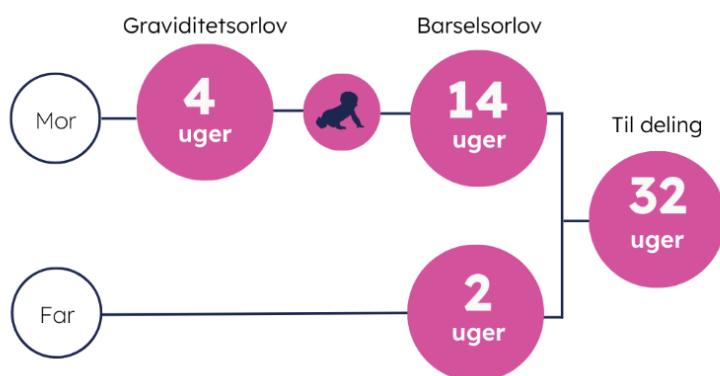 Graviditetsorlov
Barselsorlov
Mor
4
uger
14
uger
Til deling
32
uger
Far
2
uger